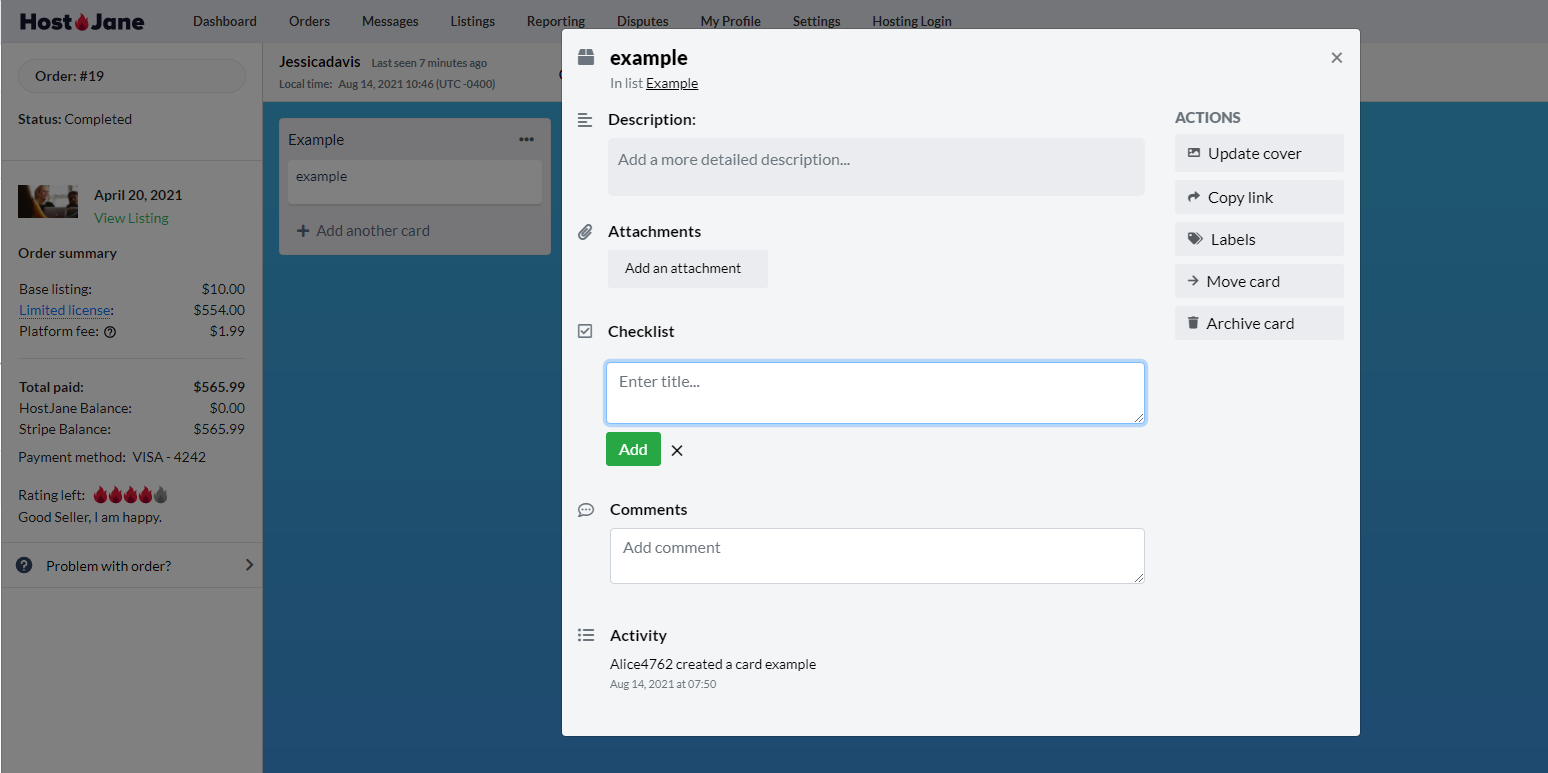 Host Jane
Dashboard
Orders
Messages
Listings
Reporting
Disputes
My Profile
Settings
Hosting Login
Order: #19
Status: Completed
April 20, 2021
View Listing
Order summary
Base listing: $10.00
Limited license: $554.00
Platform fee: $1.99
Total paid: $565.99
HostJane Balance: $0.00
Stripe Balance: $565.99
Payment method: VISA - 4242
Rating left:
Good Seller, I am happy.
Problem with order?
Jessicadavis Last seen 7 minutes ago
Local time: Aug 14, 2021 10:46 (UTC -0400)
Example
example
Add another card
example
In list Example
Description:
Add a more detailed description...
Attachments
Add an attachment
Checklist
Enter title...
Add
Comments
Add comment
Activity
Alice4762 created a card example
Aug 14, 2021 at 07:50
ACTIONS
Update cover
Copy link
Labels
Move card
Archive card